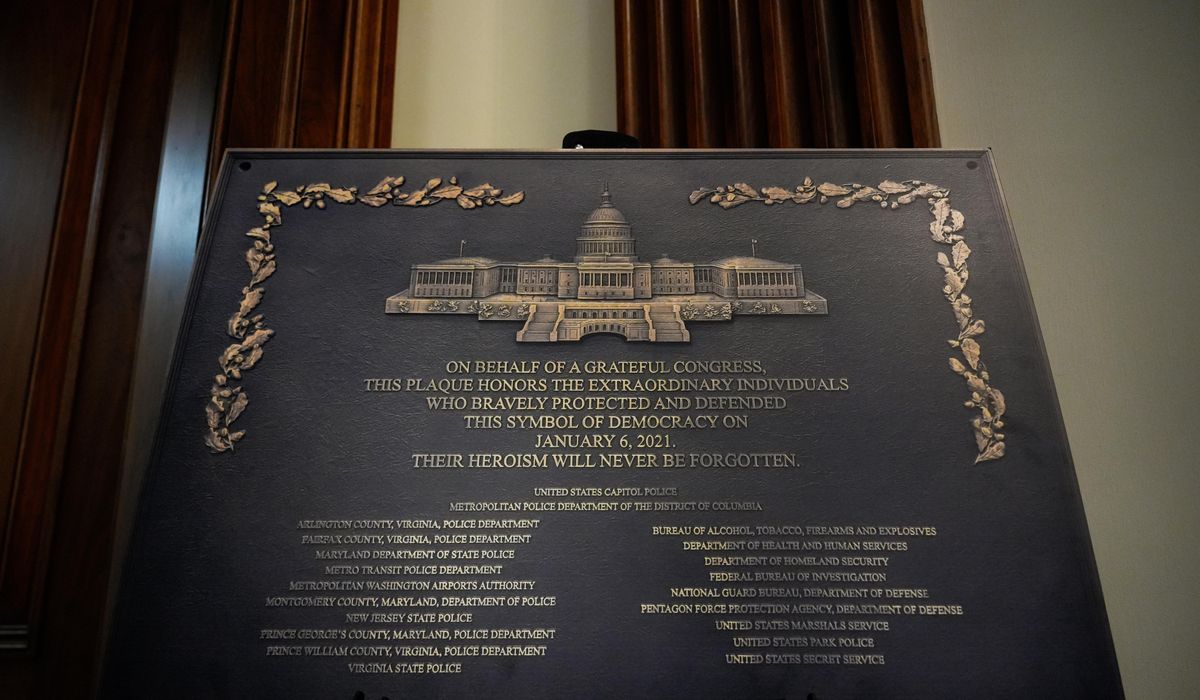 ON BEHALF OF A GRATEFUL CONGRESS,
THIS PLAQUE HONORS THE EXTRAORDINARY INDIVIDUALS
WHO BRAVELY PROTECTED AND DEFENDED
THIS SYMBOL OF DEMOCRACY ON
JANUARY 6, 2021.
THEIR HEROISM WILL NEVER BE FORGOTTEN.
UNITED STATES CAPITOL POLICE
METROPOLITAN POLICE DEPARTMENT OF THE DISTRICT OF COLUMBIA
ARLINGTON COUNTY, VIRGINIA, POLICE DEPARTMENT
FAIRFAX COUNTY, VIRGINIA, POLICE DEPARTMENT
MARYLAND DEPARTMENT OF STATE POLICE
METRO TRANSIT POLICE DEPARTMENT
METROPOLITAN WASHINGTON AIRPORTS AUTHORITY
MONTGOMERY COUNTY, MARYLAND, DEPARTMENT OF POLICE
NEW JERSEY STATE POLICE
PRINCE GEORGE'S COUNTY, MARYLAND, POLICE DEPARTMENT
PRINCE WILLIAM COUNTY, VIRGINIA, POLICE DEPARTMENT
VIRGINIA STATE POLICE
BUREAU OF ALCOHOL, TOBACCO, FIREARMS AND EXPLOSIVES
DEPARTMENT OF HEALTH AND HUMAN SERVICES
DEPARTMENT OF HOMELAND SECURITY
FEDERAL BUREAU OF INVESTIGATION
NATIONAL GUARD BUREAU, DEPARTMENT OF DEFENSE
PENTAGON FORCE PROTECTION AGENCY, DEPARTMENT OF DEFENSE
UNITED STATES MARSHALS SERVICE
UNITED STATES PARK POLICE
UNITED STATES SECRET SERVICE